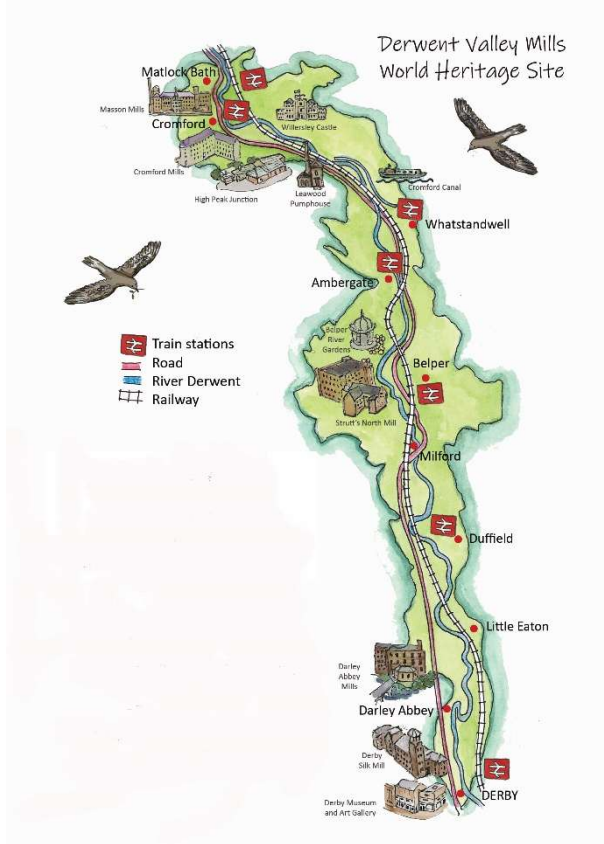 Derwent Valley Mills
World Heritage Site
Matlock Bath
Masson Mills
Cromford
Willersley Castle
Cromford Mills
High Peak Junction
Leawood
Pumphouse
Cromford Canal
Whatstandwell
Ambergate
Belper
River
Gardens
Train stations
Road
River Derwent
Railway
Belper
Strutt's North Mill
Milford
Duffield
Little Eaton
Darley
Abbey
Mills
Darley Abbey
Derby
Silk Mill
Derby Museum
and Art Gallery
DERBY